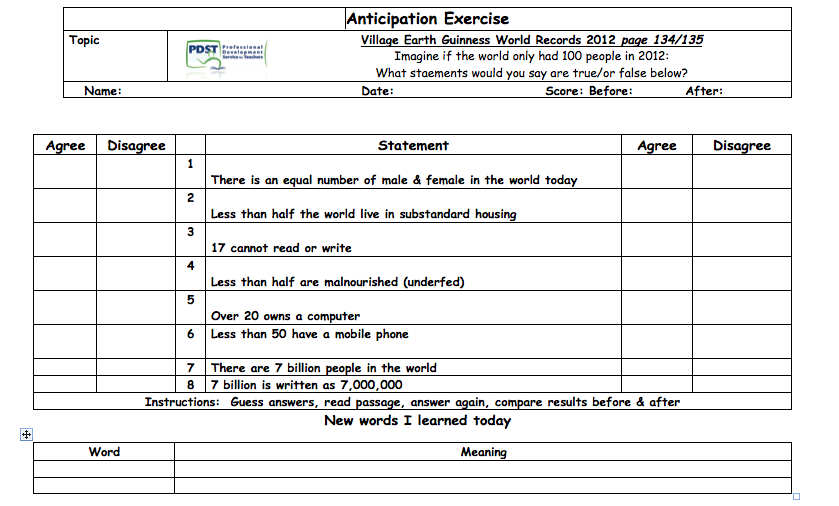 Anticipation Exercise
Topic
PDST Professional
Development
Service for Teachers
Village Earth Guinness World Records 2012 page 134/135
Imagine if the world only had 100 people in 2012:
What staements would you say are true/or false below?
Name: Date: Score: Before: After:
Agree Disagree Statement Agree Disagree
1
There is an equal number of male & female in the world today
2
Less than half the world live in substandard housing
3
17 cannot read or write
4
Less than half are malnourished (underfed)
5
Over 20 owns a computer
6 Less than 50 have a mobile phone
7 There are 7 billion people in the world
8 7 billion is written as 7,000,000
Instructions: Guess answers, read passage, answer again, compare results before & after
New words I learned today
Word Meaning